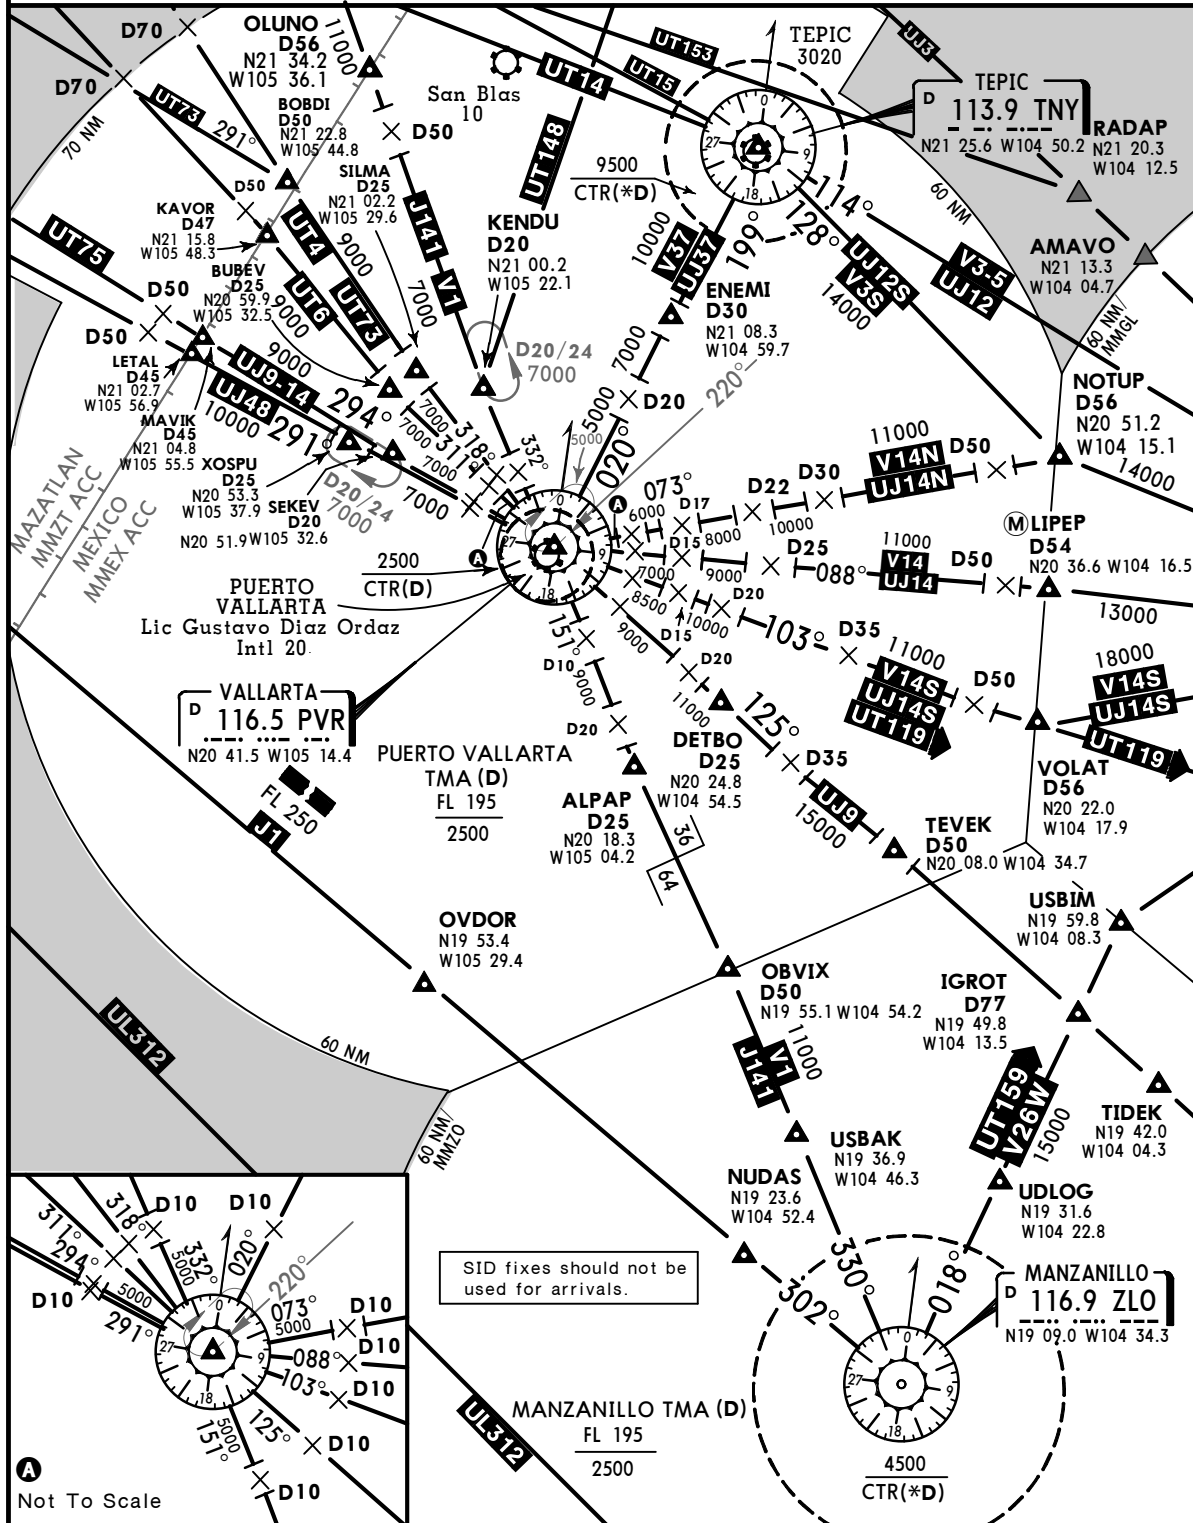 D70
OLUNO
D56
N21 34.2
W105 36.1
11000
UT153
UT15
UT14
TEPIC
3020
UJ3
D70
UT73
291°
BOBDI
D50
N21 22.8
W105 44.8
San Blas
10
D50
70 NM
TEPIC
D
113.9 TNY
N21 25.6 W104 50.2
RADAP
N21 20.3
W104 12.5
UT148
9500
CTR(*D)
0
9
18
27
114°
128°
199°
60 NM
D50
SILMA
D25
N21 02.2
W105 29.6
J141
V1
KENDU
D20
N21 00.2
W105 22.1
10000
V37
UJ37
UJ12S
V3S
14000
V3-5
UJ12
AMAVO
N21 13.3
W104 04.7
60 NM/
MMGL
KAVOR
D47
N21 15.8
W105 48.3
UT75
UT4
9000
BUBEV
D25
N20 59.9
W105 32.5
9000
UT6
UT73
7000
ENEMI
D30
N21 08.3
W104 59.7
D50
D50
LETAL
D45
N21 02.7
W105 56.9
9000
UJ9-14
UJ48
10000
294°
291°
D20/24
7000
7000
220°
NOTUP
D56
N20 51.2
W104 15.1
MAVIK
D45
N21 04.8
W105 55.5
XOSPU
D25
N20 53.3
W105 37.9
SEKEV
D20
N20 51.9 W105 32.6
D20/24
7000
7000
7000
7000
7000
318°
311°
332°
5000
5000
020°
D20
11000
V14N
UJ14N
D50
14000
MAZATLAN
MMZT ACC
MEXICO
MMEX ACC
073°
A
6000
D17
8000
D22
10000
D30
M LIPEP
D54
N20 36.6 W104 16.5
0
9
18
27
A
2500
CTR(D)
D15
7000
9000
D25
088°
11000
V14
UJ14
D50
13000
PUERTO
VALLARTA
Lic Gustavo Diaz Ordaz
Intl 20
8500
D15
10000
D20
103°
D35
11000
V14S
UJ14S
UT119
D50
18000
V14S
UJ14S
UT119
VALLARTA
D
116.5 PVR
N20 41.5 W105 14.4
151°
D10
9000
D20
9000
D20
11000
125°
D35
FL 250
J1
PUERTO VALLARTA
TMA (D)
FL 195
2500
DETBO
D25
N20 24.8
W104 54.5
VOLAT
D56
N20 22.0
W104 17.9
ALPAP
D25
N20 18.3
W105 04.2
36
64
UJ9
15000
TEVEK
D50
N20 08.0 W104 34.7
USBIM
N19 59.8
W104 08.3
OVDOR
N19 53.4
W105 29.4
OBVIX
D50
N19 55.1 W104 54.2
IGROT
D77
N19 49.8
W104 13.5
UL312
60 NM
11000
V1
J141
UT159
V26W
15000
TIDEK
N19 42.0
W104 04.3
60 NM/
MMZO
USBAK
N19 36.9
W104 46.3
NUDAS
N19 23.6
W104 52.4
UDLOG
N19 31.6
W104 22.8
D10
D10
318°
311°
294°
291°
332°
5000
020°
220°
D10
5000
073°
5000
D10
088°
D10
103°
D10
125°
D10
5000
151°
D10
0
9
18
27
A
Not To Scale
SID fixes should not be
used for arrivals.
302°
330°
018°
MANZANILLO
D
116.9 ZLO
N19 09.0 W104 34.3
0
9
18
27
UL312
MANZANILLO TMA (D)
FL 195
2500
4500
CTR(*D)